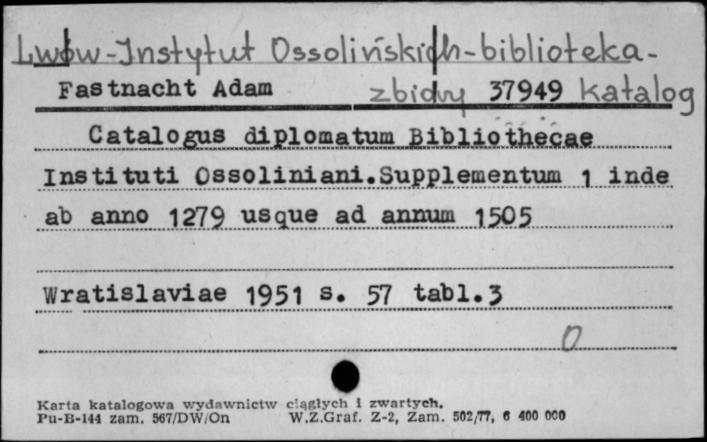 Lwów-Instytut Ossolińskich-biblioteka-
Fastnacht Adam zbiory 37949 katalog
Catalogus diplomatum Bibliothecae
Instituti Ossoliniani.Supplementum 1 inde
ab anno 1279 usque ad annum 1505
Wratislaviae 1951 s. 57 tabl.3
0
Karta katalogowa wydawnictw ciągłych i zwartych.
Pu-B-144 zam. 567/DW/On W.Z.Graf. Z-2, Zam. 502/77, 6 400 000